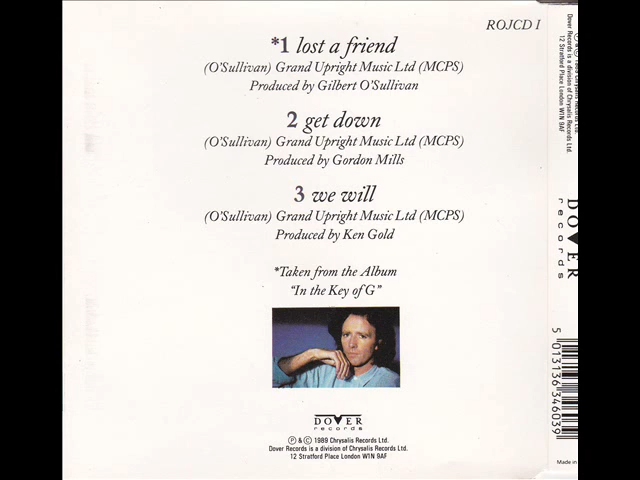 ROJCD 1
*1 lost a friend
(O'Sullivan) Grand Upright Music Ltd (MCPS)
Produced by Gilbert O'Sullivan
2 get down
(O'Sullivan) Grand Upright Music Ltd (MCPS)
Produced by Gordon Mills
3 we will
(O'Sullivan) Grand Upright Music Ltd (MCPS)
Produced by Ken Gold
*Taken from the Album
"In the Key of G"
DOVER
records
℗ & © 1989 Chrysalis Records Ltd.
Dover Records is a division of Chrysalis Records Ltd.
12 Stratford Place London W1N 9AF
℗ & © 1989 Chrysalis Records Ltd.
Dover Records is a division of Chrysalis Records Ltd.
12 Stratford Place London W1N 9AF
DOVER
records
5 013136 346039
Made in